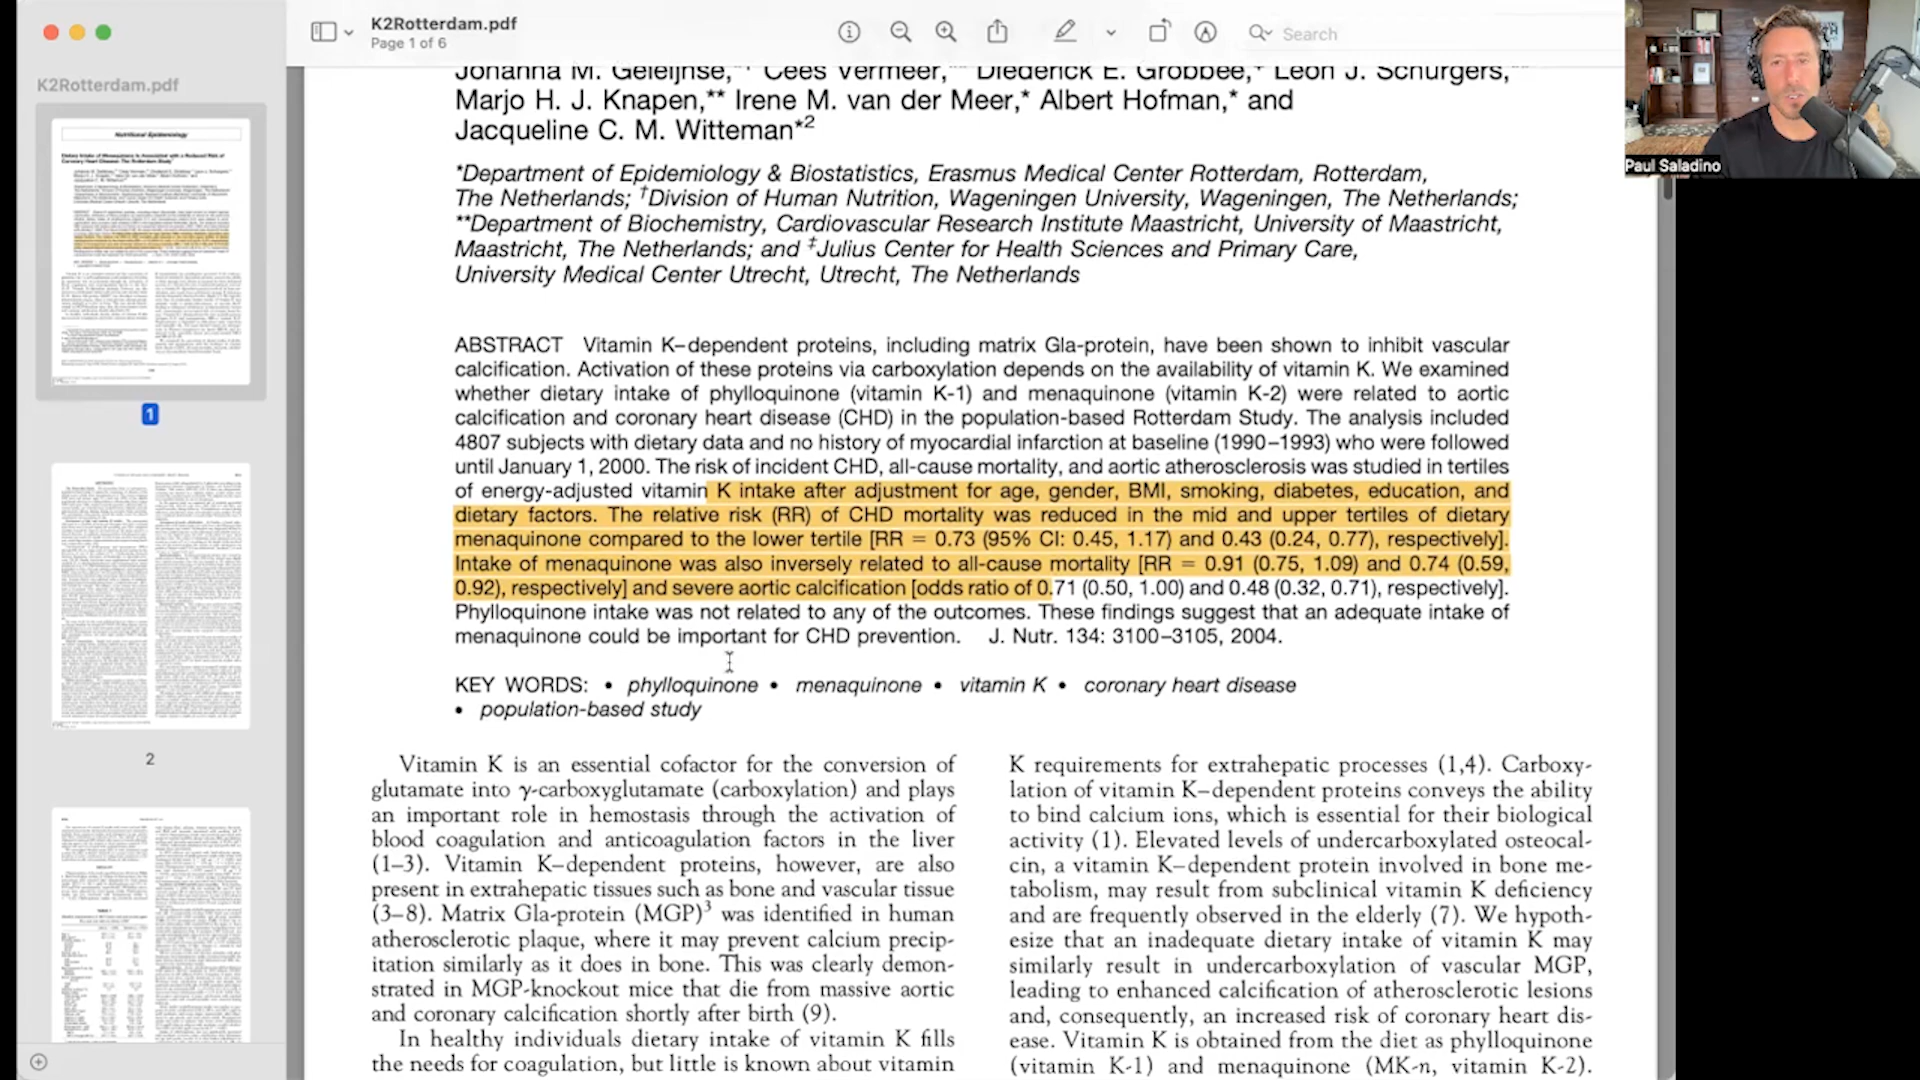 K2Rotterdam.pdf
Page 1 of 6
Search
K2Rotterdam.pdf
Nutritional Epidemiology
1
2
Paul Saladino
Johanna M. Geleijnse, Cees Vermeer, Diederick E. Grobbee, Leon J. Schurgers,
Marjo H. J. Knapen,** Irene M. van der Meer,* Albert Hofman,* and
Jacqueline C. M. Witteman*2
*Department of Epidemiology & Biostatistics, Erasmus Medical Center Rotterdam, Rotterdam,
The Netherlands; †Division of Human Nutrition, Wageningen University, Wageningen, The Netherlands;
**Department of Biochemistry, Cardiovascular Research Institute Maastricht, University of Maastricht,
Maastricht, The Netherlands; and ‡Julius Center for Health Sciences and Primary Care,
University Medical Center Utrecht, Utrecht, The Netherlands
ABSTRACT Vitamin K–dependent proteins, including matrix Gla-protein, have been shown to inhibit vascular
calcification. Activation of these proteins via carboxylation depends on the availability of vitamin K. We examined
whether dietary intake of phylloquinone (vitamin K-1) and menaquinone (vitamin K-2) were related to aortic
calcification and coronary heart disease (CHD) in the population-based Rotterdam Study. The analysis included
4807 subjects with dietary data and no history of myocardial infarction at baseline (1990–1993) who were followed
until January 1, 2000. The risk of incident CHD, all-cause mortality, and aortic atherosclerosis was studied in tertiles
of energy-adjusted vitamin K intake after adjustment for age, gender, BMI, smoking, diabetes, education, and
dietary factors. The relative risk (RR) of CHD mortality was reduced in the mid and upper tertiles of dietary
menaquinone compared to the lower tertile [RR = 0.73 (95% CI: 0.45, 1.17) and 0.43 (0.24, 0.77), respectively].
Intake of menaquinone was also inversely related to all-cause mortality [RR = 0.91 (0.75, 1.09) and 0.74 (0.59,
0.92), respectively] and severe aortic calcification [odds ratio of 0.71 (0.50, 1.00) and 0.48 (0.32, 0.71), respectively].
Phylloquinone intake was not related to any of the outcomes. These findings suggest that an adequate intake of
menaquinone could be important for CHD prevention. J. Nutr. 134: 3100–3105, 2004.
KEY WORDS: • phylloquinone • menaquinone • vitamin K • coronary heart disease
• population-based study
Vitamin K is an essential cofactor for the conversion of
glutamate into γ-carboxyglutamate (carboxylation) and plays
an important role in hemostasis through the activation of
blood coagulation and anticoagulation factors in the liver
(1–3). Vitamin K–dependent proteins, however, are also
present in extrahepatic tissues such as bone and vascular tissue
(3–8). Matrix Gla-protein (MGP)3 was identified in human
atherosclerotic plaque, where it may prevent calcium precip-
itation similarly as it does in bone. This was clearly demon-
strated in MGP-knockout mice that die from massive aortic
and coronary calcification shortly after birth (9).
In healthy individuals dietary intake of vitamin K fills
the needs for coagulation, but little is known about vitamin
K requirements for extrahepatic processes (1,4). Carboxy-
lation of vitamin K–dependent proteins conveys the ability
to bind calcium ions, which is essential for their biological
activity (1). Elevated levels of undercarboxylated osteocal-
cin, a vitamin K–dependent protein involved in bone me-
tabolism, may result from subclinical vitamin K deficiency
and are frequently observed in the elderly (7). We hypoth-
esize that an inadequate dietary intake of vitamin K may
similarly result in undercarboxylation of vascular MGP,
leading to enhanced calcification of atherosclerotic lesions
and, consequently, an increased risk of coronary heart dis-
ease. Vitamin K is obtained from the diet as phylloquinone
(vitamin K-1) and menaquinone (MK-n, vitamin K-2).